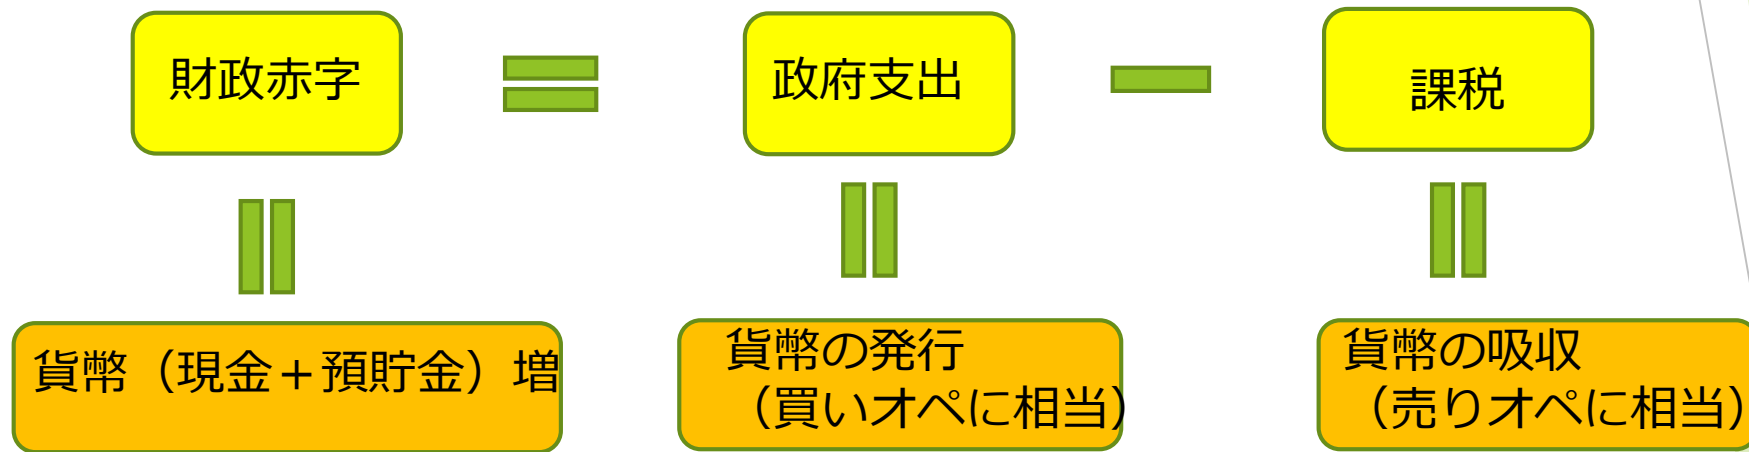 財政赤字
政府支出
課税
貨幣（現金＋預貯金）増
貨幣の発行
（買いオペに相当）
貨幣の吸収
（売りオペに相当）